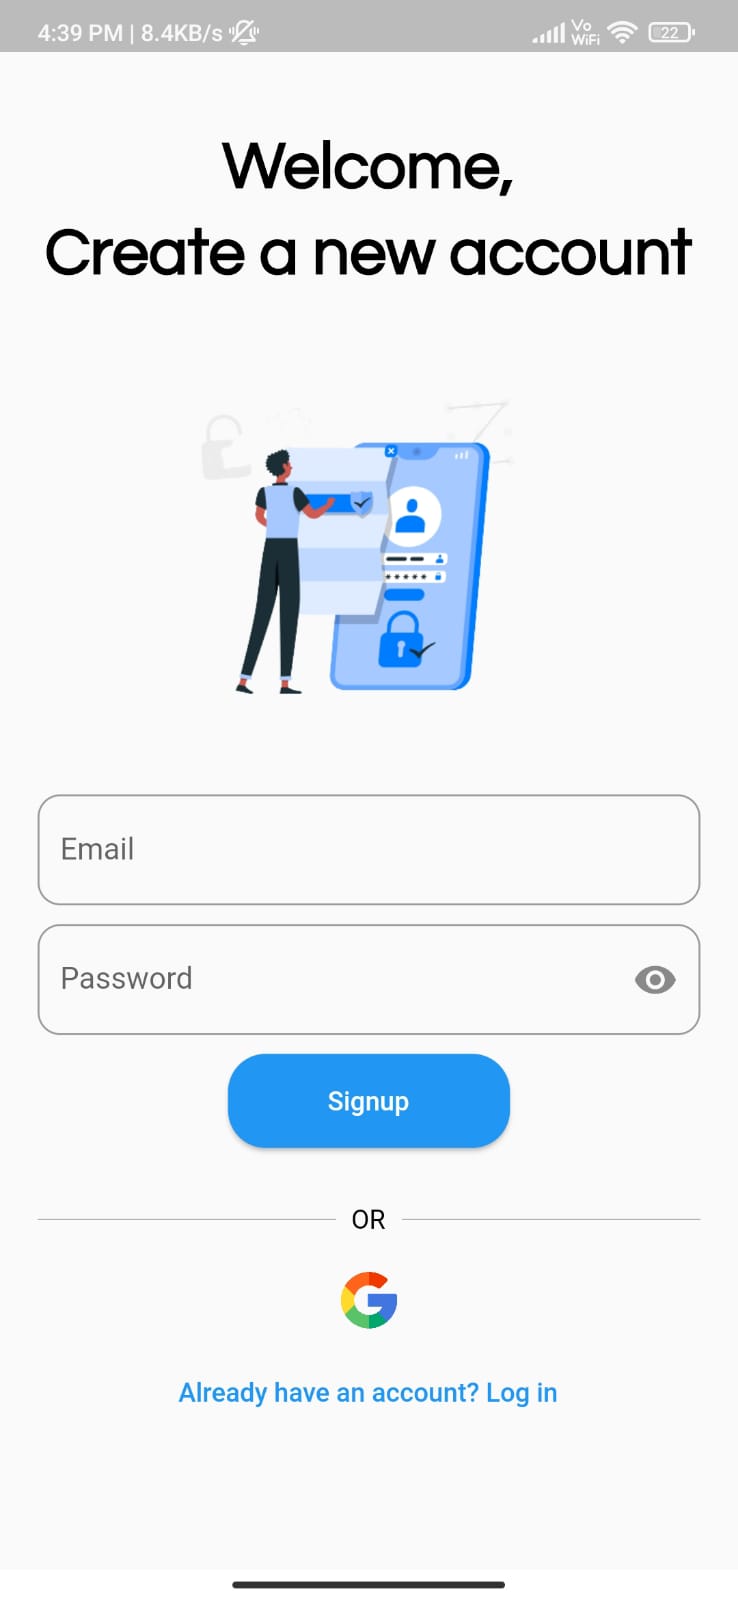 4:39 PM | 8.4KB/s
Vo
WiFi
22
Welcome,
Create a new account
*****
Email
Password
Signup
OR
G
Already have an account? Log in